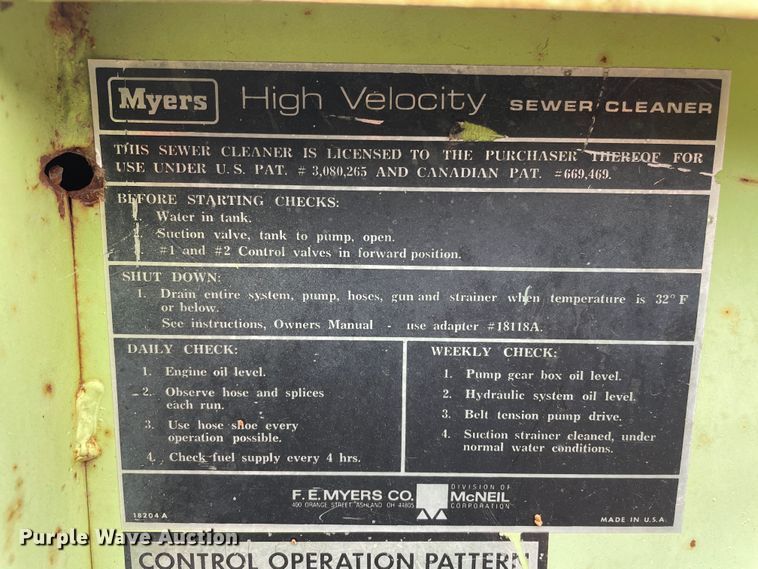 Myers High Velocity SEWER CLEANER
THIS SEWER CLEANER IS LICENSED TO THE PURCHASER THEREOF FOR
USE UNDER U.S. PAT. # 3,080,265 AND CANADIAN PAT. #669,469.
BEFORE STARTING CHECKS:
Water in tank.
Suction valve, tank to pump, open.
#1 and #2 Control valves in forward position.
SHUT DOWN:
1. Drain entire system, pump, hoses, gun and strainer when temperature is 32° F
or below.
See instructions, Owners Manual - use adapter #18118A.
DAILY CHECK:
1. Engine oil level.
2. Observe hose and splices
each run.
3. Use hose shoe every
operation possible.
4. Check fuel supply every 4 hrs.
WEEKLY CHECK:
1. Pump gear box oil level.
2. Hydraulic system oil level.
3. Belt tension pump drive.
4. Suction strainer cleaned, under
normal water conditions.
F. E. MYERS CO.
400 ORANGE STREET, ASHLAND OH 44805
DIVISION OF
McNEIL
CORPORATION
18204 A
MADE IN U.S.A.
Purple Wave Auction
CONTROL OPERATION PATTERN